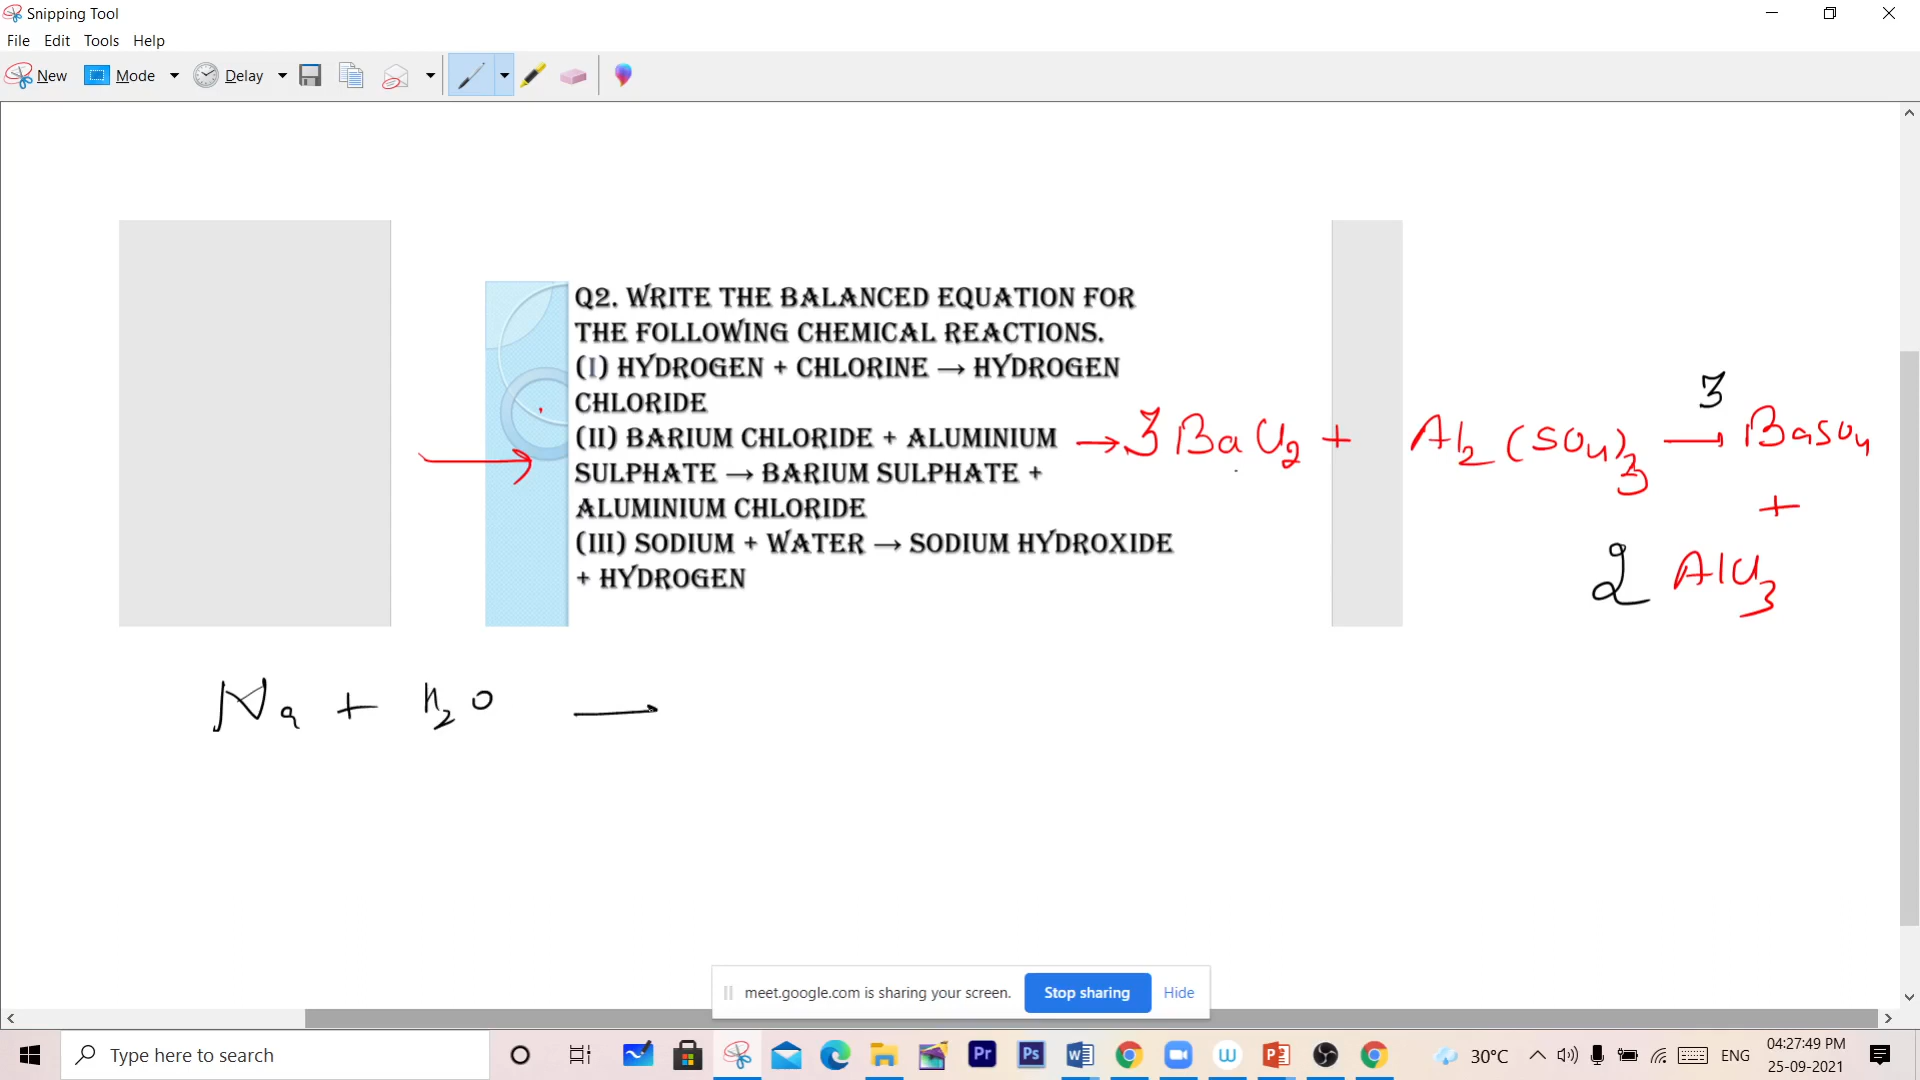 Snipping Tool
File Edit Tools Help
New Mode Delay
Q2. WRITE THE BALANCED EQUATION FOR
THE FOLLOWING CHEMICAL REACTIONS.
(I) HYDROGEN + CHLORINE → HYDROGEN
CHLORIDE
(II) BARIUM CHLORIDE + ALUMINIUM
SULPHATE → BARIUM SULPHATE +
ALUMINIUM CHLORIDE
(III) SODIUM + WATER → SODIUM HYDROXIDE
+ HYDROGEN
→ 3 BaCl2 + Al2(SO4)3 → 3 BaSO4
+
2 AlCl3
Na + H2O →
meet.google.com is sharing your screen. Stop sharing Hide
Type here to search
30°C ENG 04:27:49 PM
25-09-2021